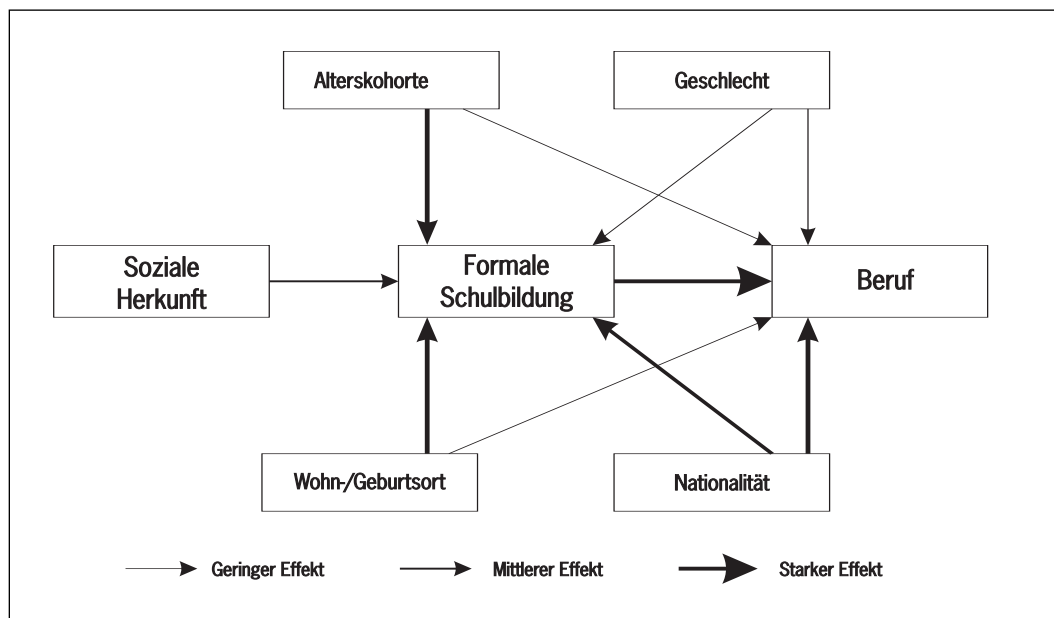 Alterskohorte
Geschlecht
Soziale
Herkunft
Formale
Schulbildung
Beruf
Wohn-/Geburtsort
Nationalität
Geringer Effekt
Mittlerer Effekt
Starker Effekt